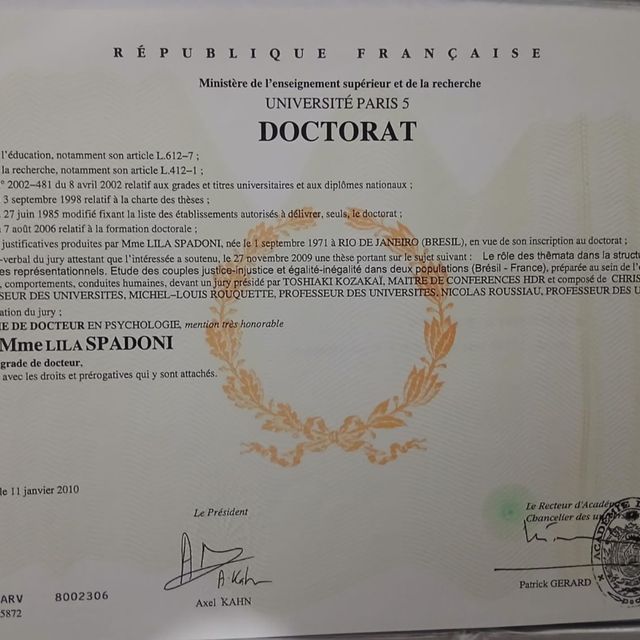 RÉPUBLIQUE FRANÇAISE
Ministère de l'enseignement supérieur et de la recherche
UNIVERSITÉ PARIS 5
DOCTORAT
l'éducation, notamment son article L.612–7 ;
la recherche, notamment son article L.412–1 ;
° 2002–481 du 8 avril 2002 relatif aux grades et titres universitaires et aux diplômes nationaux ;
3 septembre 1998 relatif à la charte des thèses ;
27 juin 1985 modifié fixant la liste des établissements autorisés à délivrer, seuls, le doctorat ;
7 août 2006 relatif à la formation doctorale ;
justificatives produites par Mme LILA SPADONI, née le 1 septembre 1971 à RIO DE JANEIRO (BRESIL), en vue de son inscription au doctorat ;
-verbal du jury attestant que l'intéressée a soutenu, le 27 novembre 2009 une thèse portant sur le sujet suivant : Le rôle des thêmata dans la structu
es représentationnels. Etude des couples justice-injustice et égalité-inégalité dans deux populations (Brésil - France), préparée au sein de l'
, comportements, conduites humaines, devant un jury présidé par TOSHIAKI KOZAKAÏ, MAITRE DE CONFERENCES HDR et composé de CHRIS
SEUR DES UNIVERSITES, MICHEL–LOUIS ROUQUETTE, PROFESSEUR DES UNIVERSITES, NICOLAS ROUSSIAU, PROFESSEUR DES U
ation du jury ;
E DE DOCTEUR EN PSYCHOLOGIE, mention très honorable
Mme LILA SPADONI
grade de docteur,
avec les droits et prérogatives qui y sont attachés.
le 11 janvier 2010
Le Président
Le Recteur d'Académ
Chancelier des un
A. Kahn
Axel KAHN
Patrick GERARD
ACADÉMIE
ARV 8002306
5872